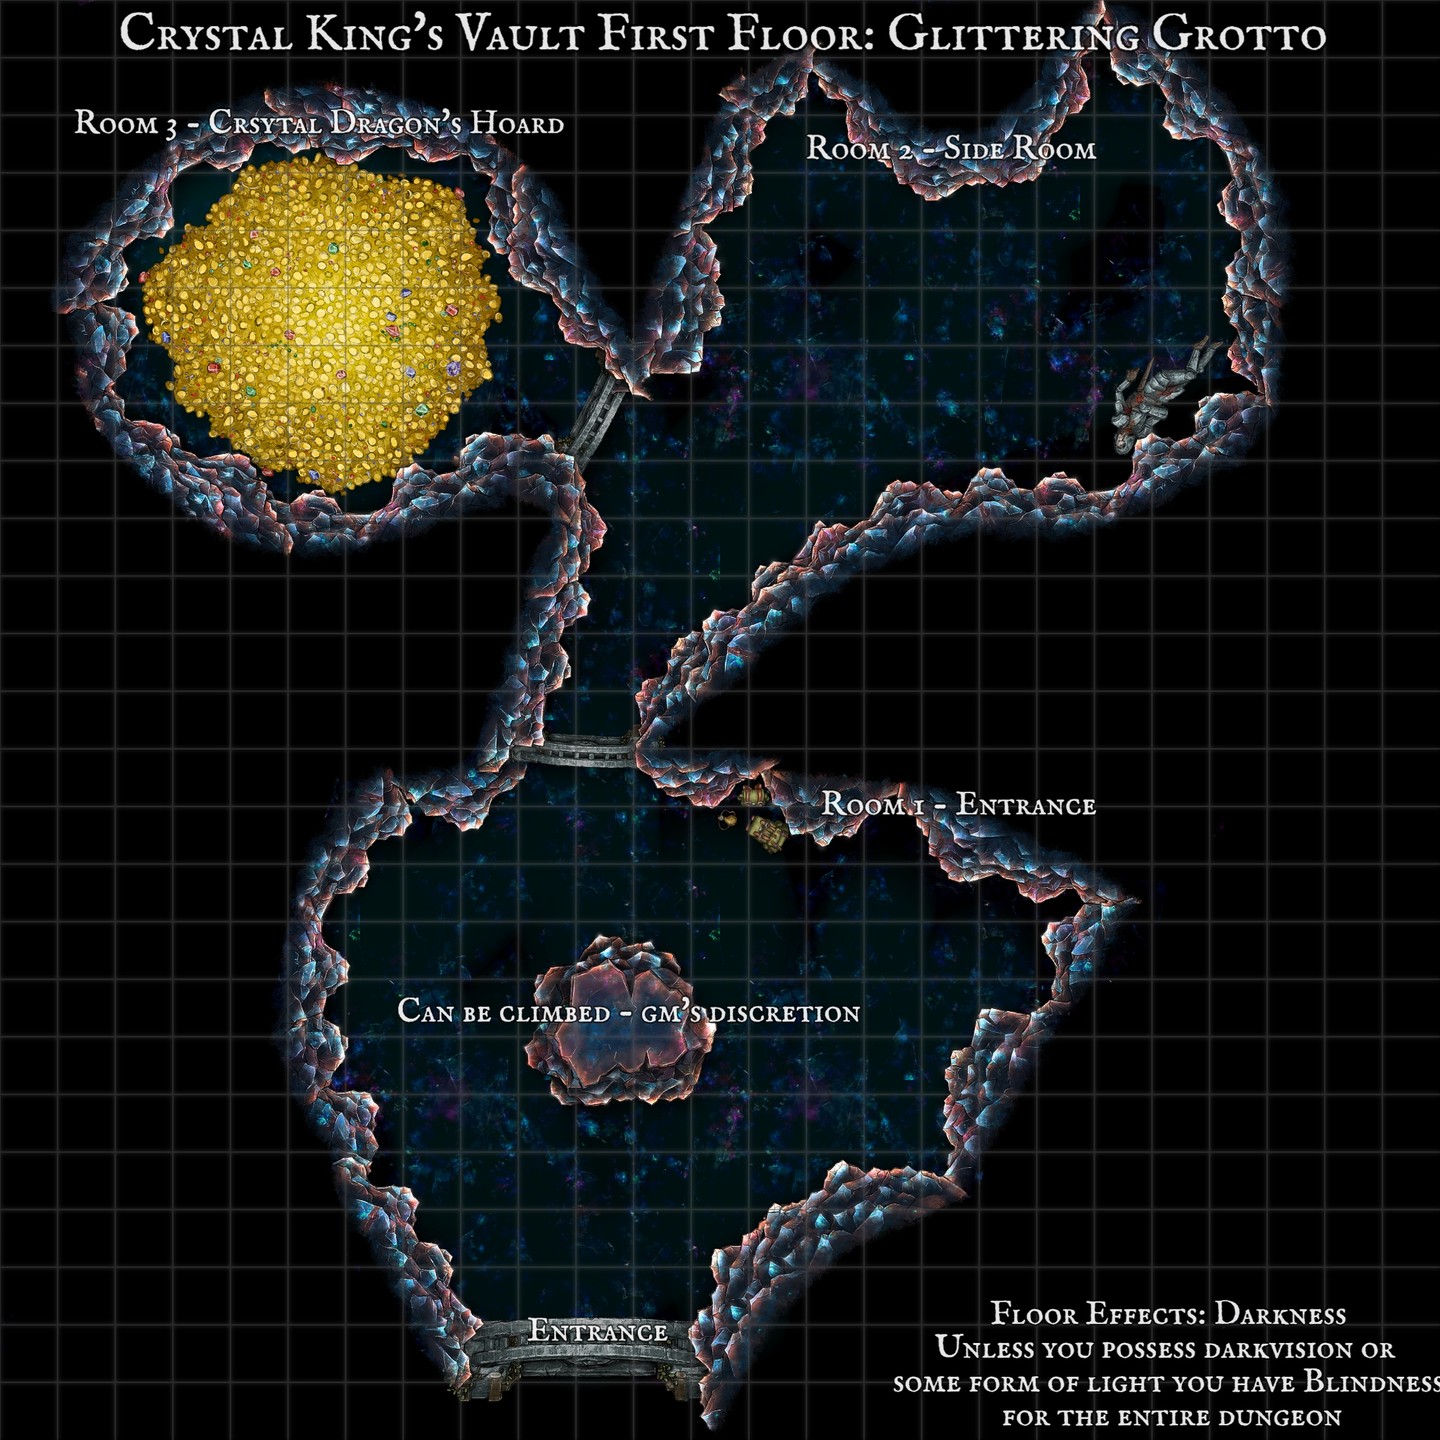 Crystal King's Vault First Floor: Glittering Grotto
Room 3 - Crsytal Dragon's Hoard
Room 2 - Side Room
Room 1 - Entrance
Can be climbed - gm's discretion
Entrance
Floor Effects: Darkness
Unless you possess darkvision or
some form of light you have Blindness
for the entire dungeon